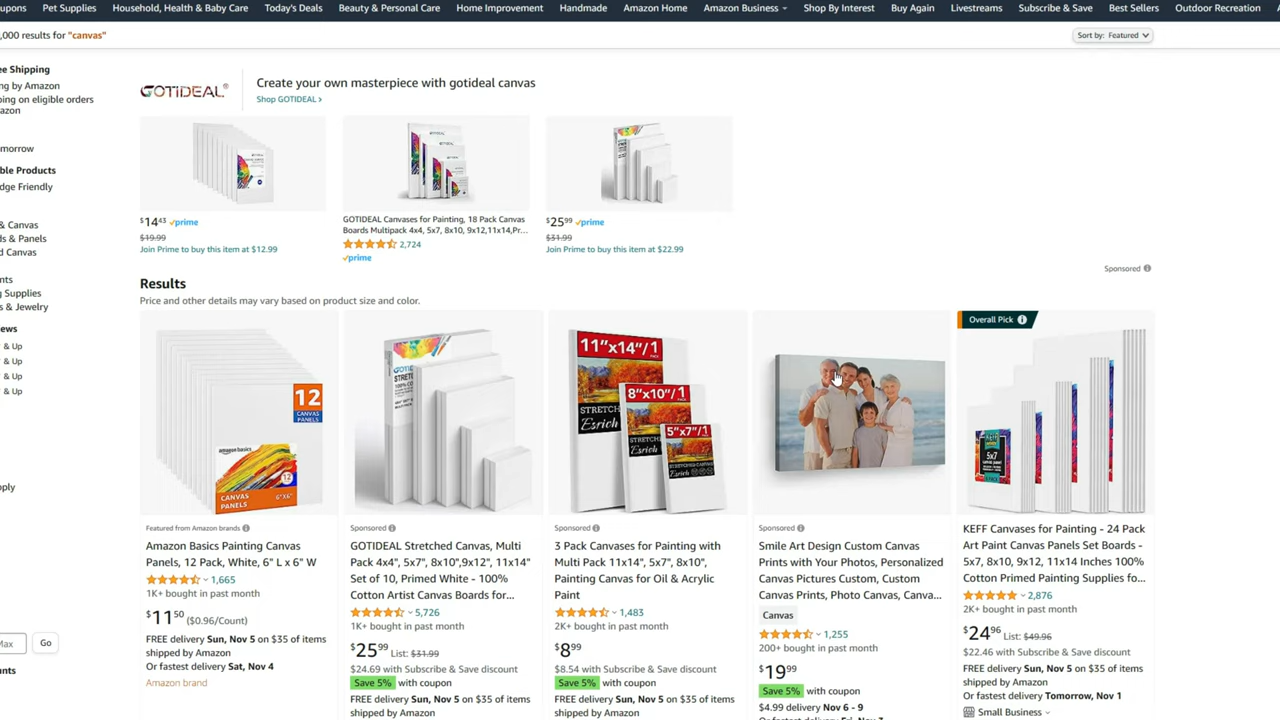 upons Pet Supplies Household, Health & Baby Care Today's Deals Beauty & Personal Care Home Improvement Handmade Amazon Home Amazon Business Shop By Interest Buy Again Livestreams Subscribe & Save Best Sellers Outdoor Recreation
,000 results for "canvas"
Sort by: Featured
ee Shipping
ng by Amazon
ping on eligible orders
azon
omorrow
ble Products
dge Friendly
& Canvas
ds & Panels
d Canvas
nts
g Supplies
s & Jewelry
ews
& Up
& Up
& Up
& Up
pply
Max Go
unts
GOTIDEAL®
Create your own masterpiece with gotideal canvas
Shop GOTIDEAL >
$14.43 prime
$19.99
Join Prime to buy this item at $12.99
GOTIDEAL
GOTIDEAL Canvases for Painting, 18 Pack Canvas
Boards Multipack 4x4, 5x7, 8x10, 9x12,11x14,Pr...
2,724
prime
$25.99 prime
$31.99
Join Prime to buy this item at $22.99
Sponsored
Results
Price and other details may vary based on product size and color.
12
CANVAS
PANELS
amazon basics
CANVAS
PANELS 6"X6"
Featured from Amazon brands
Amazon Basics Painting Canvas
Panels, 12 Pack, White, 6" L x 6" W
1,665
1K+ bought in past month
$11.50 ($0.96/Count)
FREE delivery Sun, Nov 5 on $35 of items
shipped by Amazon
Or fastest delivery Sat, Nov 4
Amazon brand
Sponsored
GOTIDEAL Stretched Canvas, Multi
Pack 4x4", 5x7", 8x10",9x12", 11x14"
Set of 10, Primed White - 100%
Cotton Artist Canvas Boards for...
5,726
1K+ bought in past month
$25.99 List: $31.99
$24.69 with Subscribe & Save discount
Save 5% with coupon
FREE delivery Sun, Nov 5 on $35 of items
shipped by Amazon
11"x14"/1
STRETCH
Esrich
8"x10"/1
STRETCH
Esrich
5"x7"/1
Esrich
Sponsored
3 Pack Canvases for Painting with
Multi Pack 11x14", 5x7", 8x10",
Painting Canvas for Oil & Acrylic
Paint
1,483
2K+ bought in past month
$8.99
$8.54 with Subscribe & Save discount
Save 5% with coupon
FREE delivery Sun, Nov 5 on $35 of items
shipped by Amazon
Sponsored
Smile Art Design Custom Canvas
Prints with Your Photos, Personalized
Canvas Pictures Custom, Custom
Canvas Prints, Photo Canvas, Canva...
Canvas
1,255
200+ bought in past month
$19.99
Save 5% with coupon
$4.99 delivery Nov 6 - 9
Overall Pick
KEFF
5x7
KEFF Canvases for Painting - 24 Pack
Art Paint Canvas Panels Set Boards -
5x7, 8x10, 9x12, 11x14 Inches 100%
Cotton Primed Painting Supplies fo...
2,876
2K+ bought in past month
$24.96 List: $49.96
$22.46 with Subscribe & Save discount
FREE delivery Sun, Nov 5 on $35 of items
shipped by Amazon
Or fastest delivery Tomorrow, Nov 1
Small Business